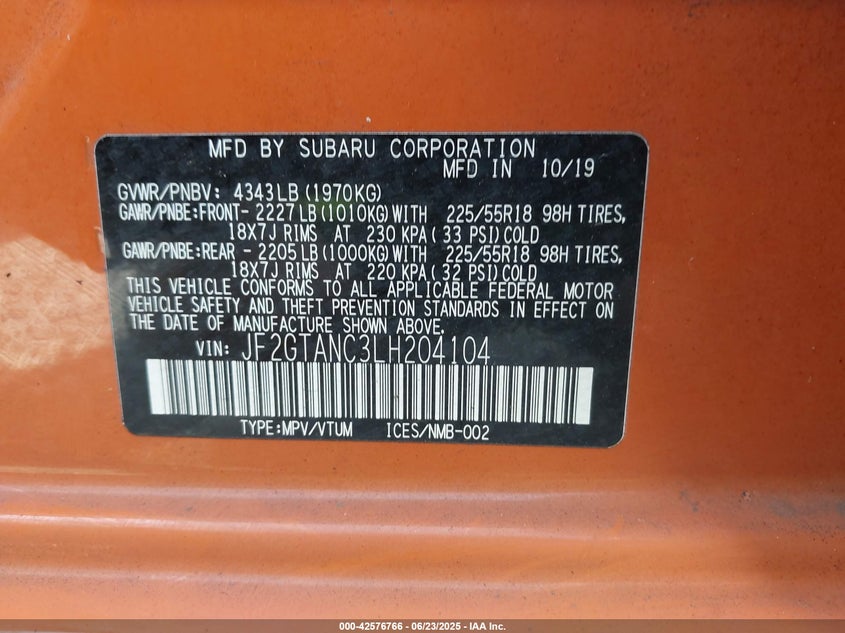 MFD BY SUBARU CORPORATION
MFD IN 10/19
GVWR/PNBV: 4343LB (1970KG)
GAWR/PNBE:FRONT- 2227LB(1010KG)WITH 225/55R18 98H TIRES,
18X7J RIMS AT 230 KPA( 33 PSI)COLD
GAWR/PNBE:REAR - 2205LB(1000KG)WITH 225/55R18 98H TIRES,
18X7J RIMS AT 220 KPA( 32 PSI)COLD
THIS VEHICLE CONFORMS TO ALL APPLICABLE FEDERAL MOTOR
VEHICLE SAFETY AND THEFT PREVENTION STANDARDS IN EFFECT ON
THE DATE OF MANUFACTURE SHOWN ABOVE.
VIN: JF2GTANC3LH204104
TYPE:MPV/VTUM ICES/NMB-002
000-42576766 - 06/23/2025 - IAA Inc.